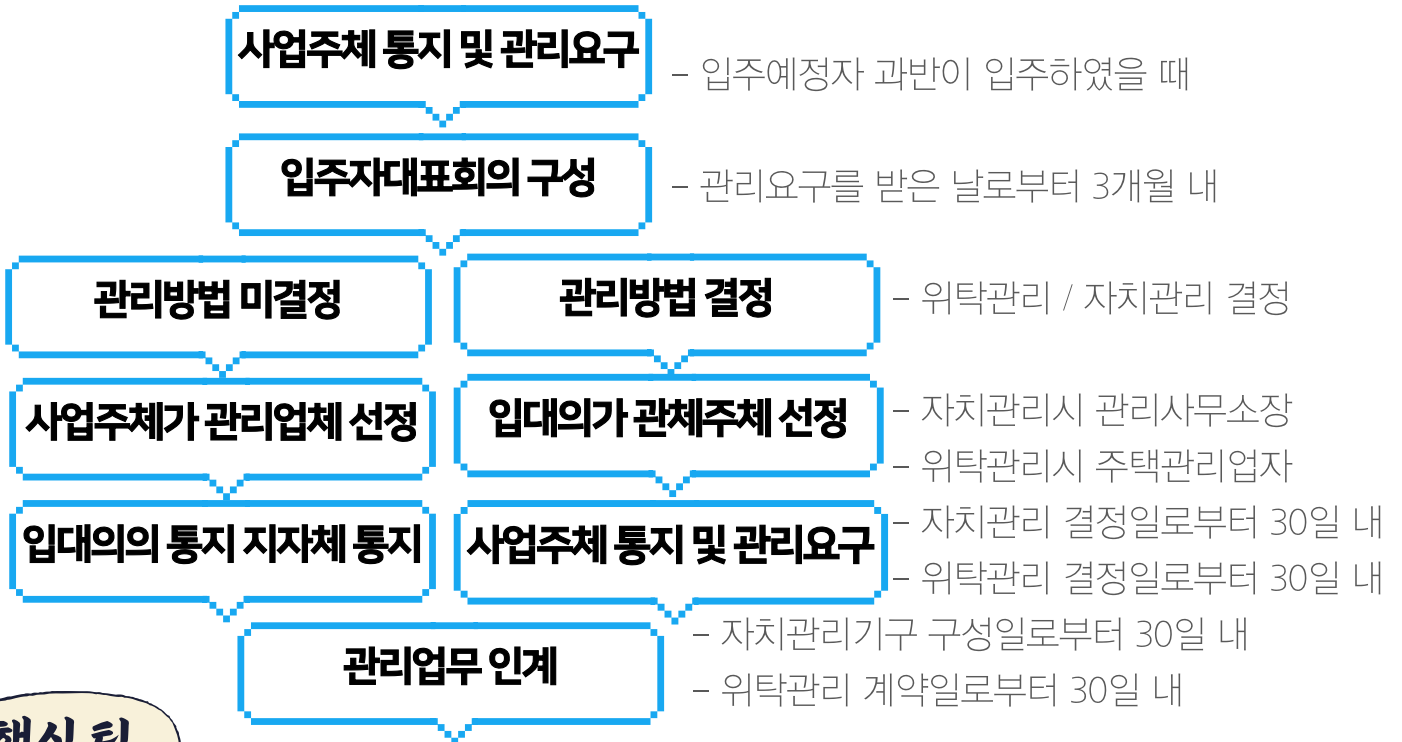 사업주체 통지 및 관리요구
- 입주예정자 과반이 입주하였을 때
입주자대표회의 구성
- 관리요구를 받은 날로부터 3개월 내
관리방법 미결정
관리방법 결정
- 위탁관리 / 자치관리 결정
사업주체가 관리업체 선정
입대의가 관체주체 선정
- 자치관리시 관리사무소장
- 위탁관리시 주택관리업자
입대의의 통지 지자체 통지
사업주체 통지 및 관리요구
- 자치관리 결정일로부터 30일 내
- 위탁관리 결정일로부터 30일 내
관리업무 인계
- 자치관리기구 구성일로부터 30일 내
- 위탁관리 계약일로부터 30일 내